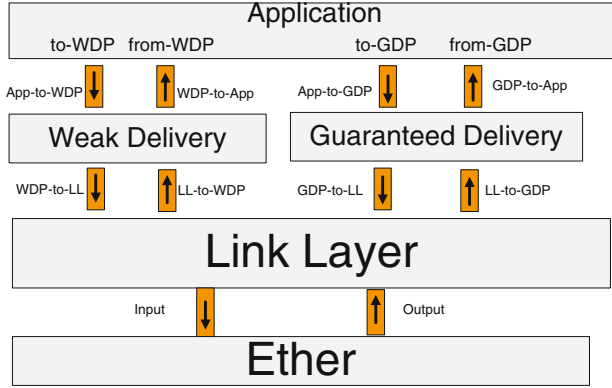 Application
to-WDP from-WDP to-GDP from-GDP
App-to-WDP WDP-to-App App-to-GDP GDP-to-App
Weak Delivery Guaranteed Delivery
WDP-to-LL LL-to-WDP GDP-to-LL LL-to-GDP
Link Layer
Input Output
Ether